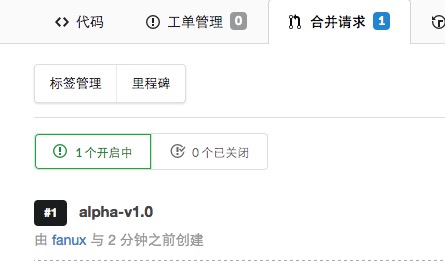 代码 工单管理 0 合并请求 1
标签管理 里程碑
1 个开启中 0 个已关闭
#1 alpha-v1.0
由 fanux 与 2 分钟之前创建